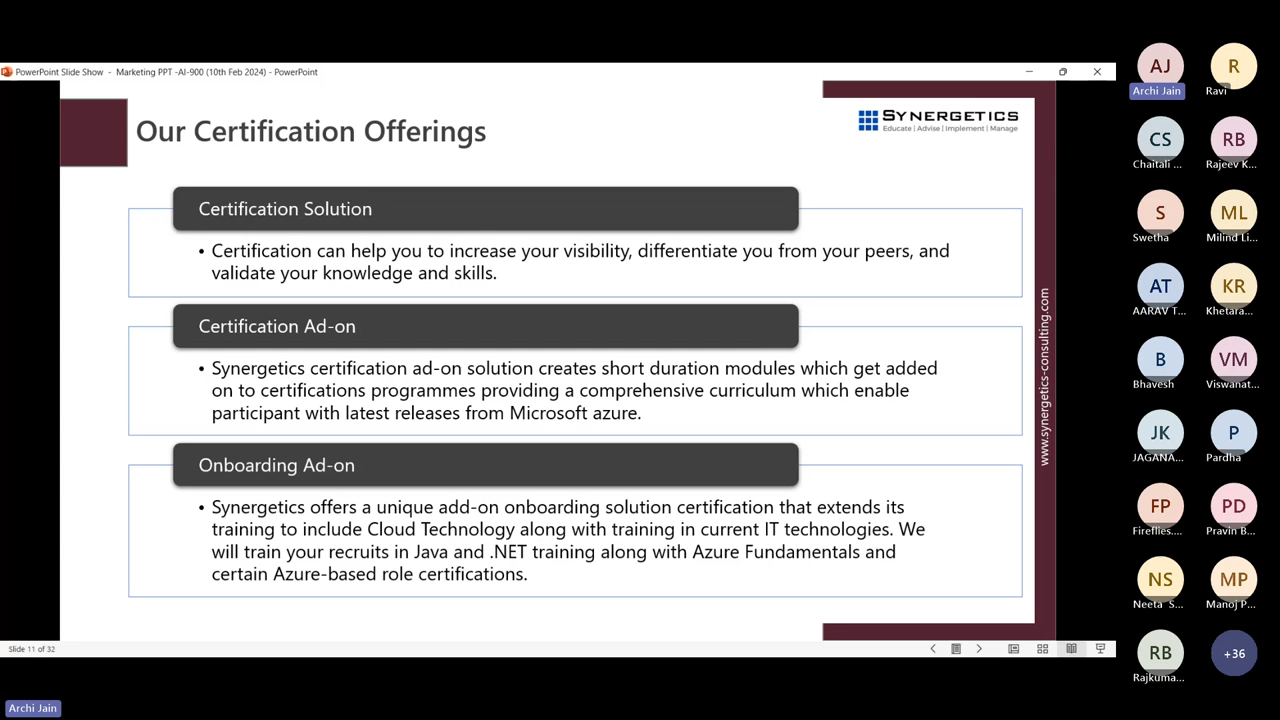 PowerPoint Slide Show - Marketing PPT -AI-900 (10th Feb 2024) - PowerPoint
Our Certification Offerings
SYNERGETICS
Educate | Advise | Implement | Manage
Certification Solution
• Certification can help you to increase your visibility, differentiate you from your peers, and
validate your knowledge and skills.
Certification Ad-on
• Synergetics certification ad-on solution creates short duration modules which get added
on to certifications programmes providing a comprehensive curriculum which enable
participant with latest releases from Microsoft azure.
Onboarding Ad-on
• Synergetics offers a unique add-on onboarding solution certification that extends its
training to include Cloud Technology along with training in current IT technologies. We
will train your recruits in Java and .NET training along with Azure Fundamentals and
certain Azure-based role certifications.
www.synergetics-consulting.com
Slide 11 of 32
AJ
Archi Jain
R
Ravi
CS
Chaitali ...
RB
Rajeev K...
S
Swetha
ML
Milind Li...
AT
AARAV T...
KR
Khetara...
B
Bhavesh
VM
Viswanat...
JK
JAGANA...
P
Pardha
FP
Fireflies....
PD
Pravin B...
NS
Neeta S...
MP
Manoj P...
RB
Rajkuma...
+36
Archi Jain